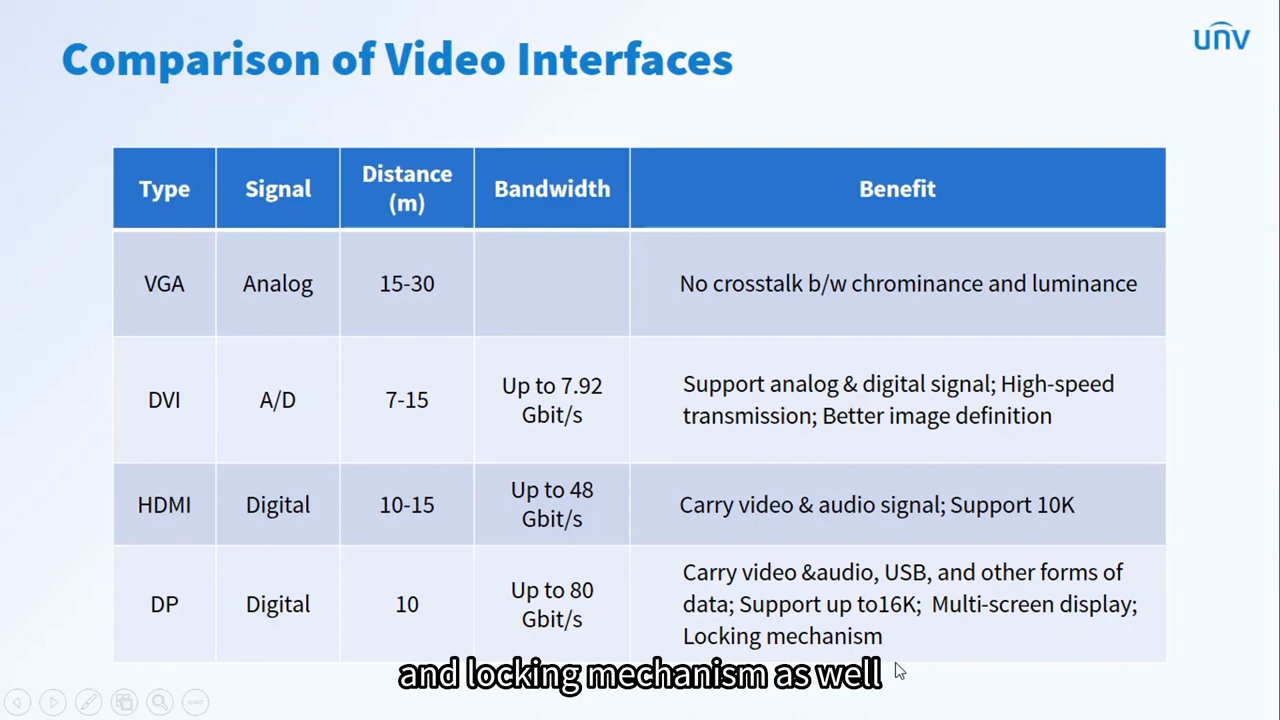 unv
Comparison of Video Interfaces
Type Signal Distance (m) Bandwidth Benefit
VGA Analog 15-30 No crosstalk b/w chrominance and luminance
DVI A/D 7-15 Up to 7.92 Gbit/s Support analog & digital signal; High-speed transmission; Better image definition
HDMI Digital 10-15 Up to 48 Gbit/s Carry video & audio signal; Support 10K
DP Digital 10 Up to 80 Gbit/s Carry video &audio, USB, and other forms of data; Support up to16K; Multi-screen display; Locking mechanism
and locking mechanism as well